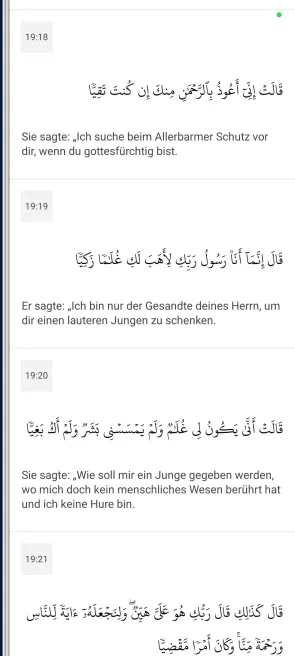 19:18
قَالَتْ إِنِّىٓ أَعُوذُ بِٱلرَّحْمَـٰنِ مِنكَ إِن كُنتَ تَقِيًّا
Sie sagte: „Ich suche beim Allerbarmer Schutz vor
dir, wenn du gottesfürchtig bist.
19:19
قَالَ إِنَّمَآ أَنَا۠ رَسُولُ رَبِّكِ لِأَهَبَ لَكِ غُلَـٰمًا زَكِيًّا
Er sagte: „Ich bin nur der Gesandte deines Herrn, um
dir einen lauteren Jungen zu schenken.
19:20
قَالَتْ أَنَّىٰ يَكُونُ لِى غُلَـٰمٌ وَلَمْ يَمْسَسْنِى بَشَرٌ وَلَمْ أَكُ بَغِيًّا
Sie sagte: „Wie soll mir ein Junge gegeben werden,
wo mich doch kein menschliches Wesen berührt hat
und ich keine Hure bin.
19:21
قَالَ كَذَٰلِكِ قَالَ رَبُّكِ هُوَ عَلَىَّ هَيِّنٌ ۖ وَلِنَجْعَلَهُۥٓ ءَايَةً لِّلنَّاسِ
وَرَحْمَةً مِّنَّا ۚ وَكَانَ أَمْرًا مَّقْضِيًّا